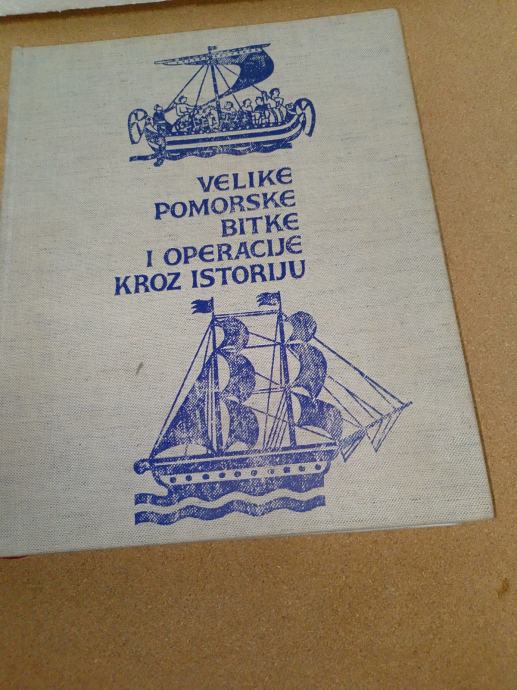 VELIKE
POMORSKE
BITKE
I OPERACIJE
KROZ ISTORIJU